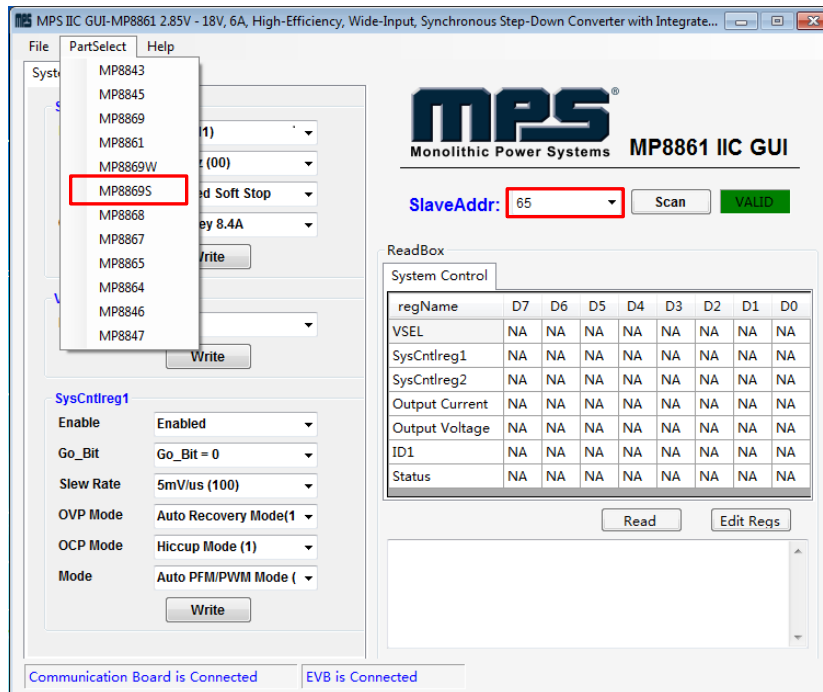 MPS IIC GUI-MP8861 2.85V - 18V, 6A, High-Efficiency, Wide-Input, Synchronous Step-Down Converter with Integrate...
File PartSelect Help
MP8843
MP8845
MP8869
MP8861
MP8869W
MP8869S
MP8868
MP8867
MP8865
MP8864
MP8846
MP8847
(00)
Soft Stop
8.4A
Write
Write
SysCntlreg1
Enable Enabled
Go_Bit Go_Bit = 0
Slew Rate 5mV/us (100)
OVP Mode Auto Recovery Mode(1
OCP Mode Hiccup Mode (1)
Mode Auto PFM/PWM Mode (
Write
mps®
Monolithic Power Systems
MP8861 IIC GUI
SlaveAddr: 65 Scan VALID
ReadBox
System Control
regName D7 D6 D5 D4 D3 D2 D1 D0
VSEL NA NA NA NA NA NA NA NA
SysCntlreg1 NA NA NA NA NA NA NA NA
SysCntlreg2 NA NA NA NA NA NA NA NA
Output Current NA NA NA NA NA NA NA NA
Output Voltage NA NA NA NA NA NA NA NA
ID1 NA NA NA NA NA NA NA NA
Status NA NA NA NA NA NA NA NA
Read Edit Regs
Communication Board is Connected EVB is Connected